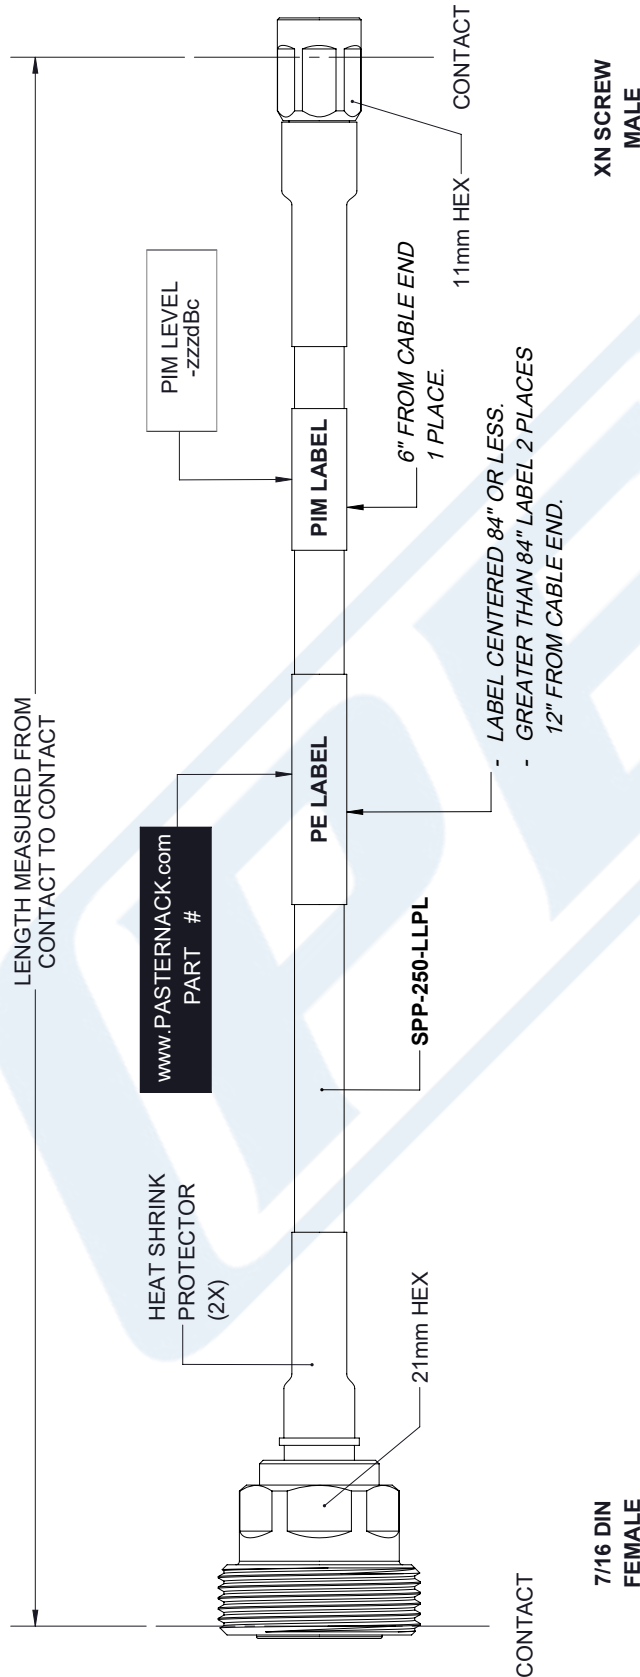 LENGTH MEASURED FROM
CONTACT TO CONTACT
HEAT SHRINK
PROTECTOR
(2X)
www.PASTERNACK.com
PART #
PIM LEVEL
-zzzdBc
PE LABEL
PIM LABEL
CONTACT
21mm HEX
SPP-250-LLPL
6" FROM CABLE END
1 PLACE.
11mm HEX
CONTACT
- LABEL CENTERED 84" OR LESS.
- GREATER THAN 84" LABEL 2 PLACES
12" FROM CABLE END.
7/16 DIN
FEMALE
XN SCREW
MALE